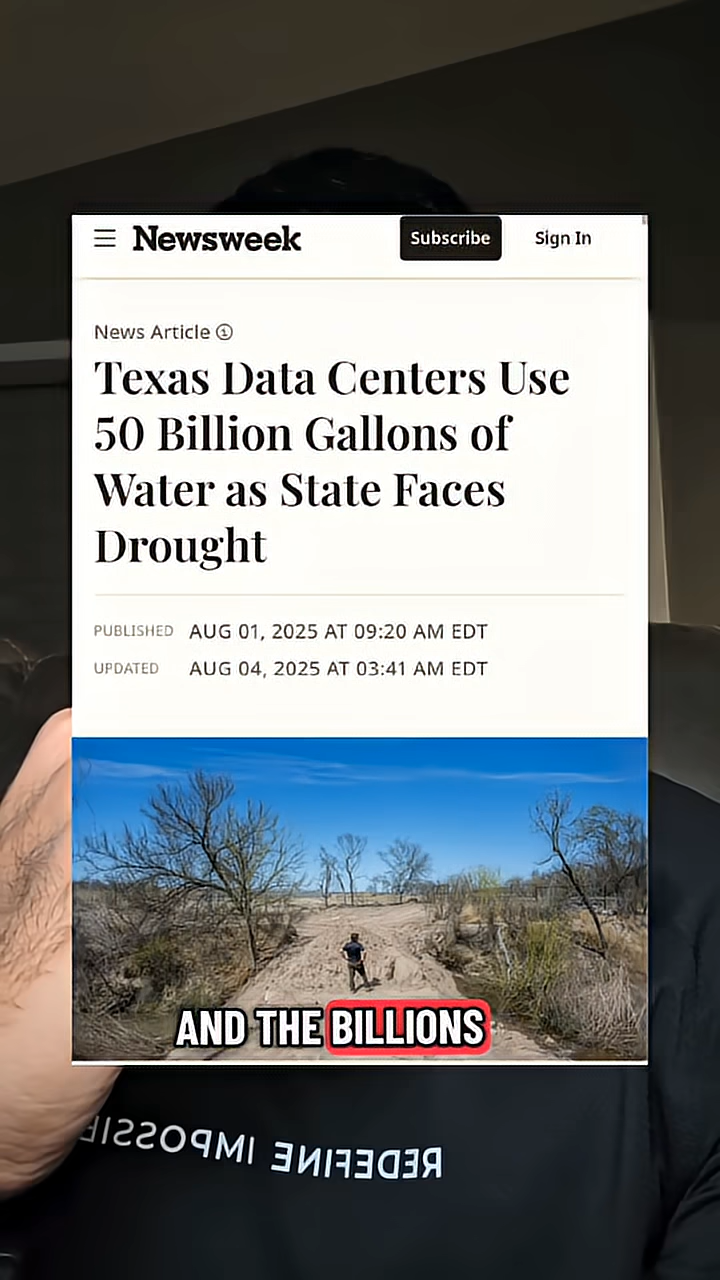 Newsweek
Subscribe
Sign In
News Article
Texas Data Centers Use
50 Billion Gallons of
Water as State Faces
Drought
PUBLISHED AUG 01, 2025 AT 09:20 AM EDT
UPDATED AUG 04, 2025 AT 03:41 AM EDT
AND THE BILLIONS
REDEFINE